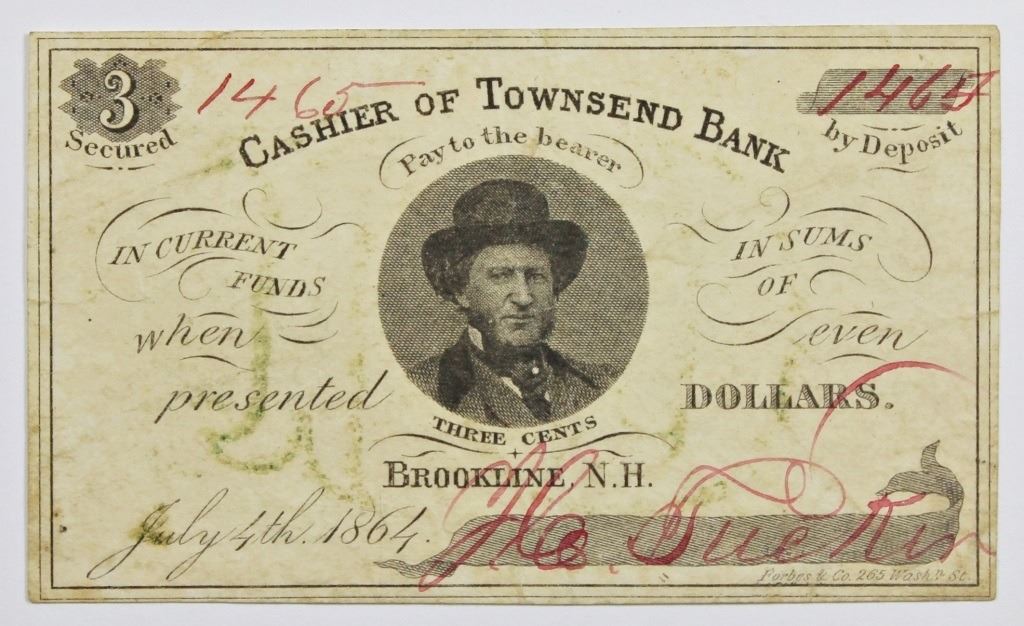 3
Secured
1465
CASHIER OF TOWNSEND BANK
1465
by Deposit
Pay to the bearer
IN CURRENT
FUNDS
when
presented
IN SUMS
OF
even
DOLLARS.
THREE CENTS
BROOKLINE, N.H.
July 4th. 1864.
Forbes & Co. 265 Washn. St.